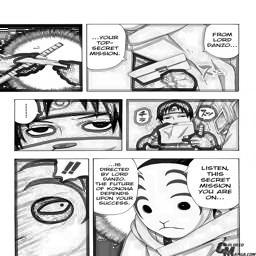 FROM
LORD
DANZO...
...YOUR
TOP-
SECRET
MISSION.
LISTEN,
THIS
SECRET
MISSION
YOU ARE
ON...
...IS
DIRECTED
BY LORD
DANZO.
THE FUTURE
OF KONOHA
DEPENDS
UPON YOUR
SUCCESS.